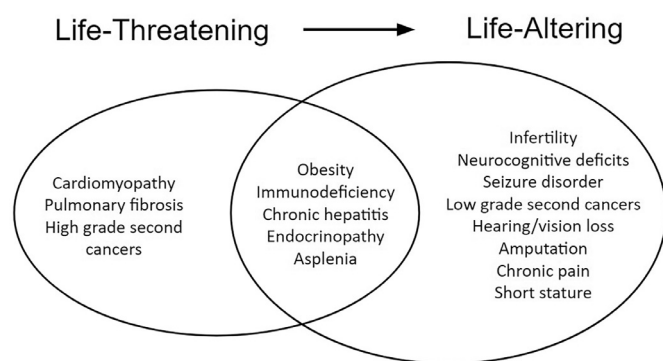 Life-Threatening
Life-Altering
Cardiomyopathy
Pulmonary fibrosis
High grade second
cancers
Obesity
Immunodeficiency
Chronic hepatitis
Endocrinopathy
Asplenia
Infertility
Neurocognitive deficits
Seizure disorder
Low grade second cancers
Hearing/vision loss
Amputation
Chronic pain
Short stature